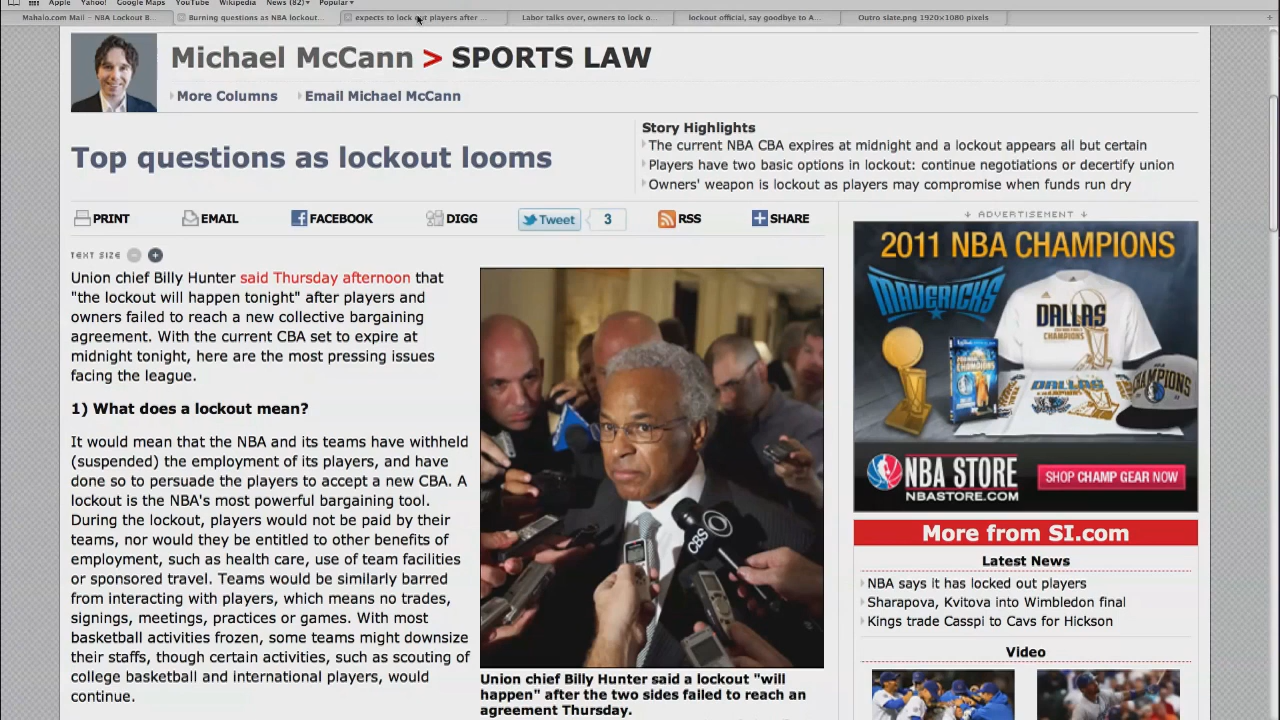 Apple Yahoo! Google Maps YouTube Wikipedia News (82)▾ Popular▾
Mahalo.com Mail – NBA Lockout B... Burning questions as NBA lockout... expects to lock out players after ... Labor talks over, owners to lock o... lockout official, say goodbye to A... Outro slate.png 1920×1080 pixels
Michael McCann > SPORTS LAW
More Columns Email Michael McCann
Top questions as lockout looms
Story Highlights
The current NBA CBA expires at midnight and a lockout appears all but certain
Players have two basic options in lockout: continue negotiations or decertify union
Owners' weapon is lockout as players may compromise when funds run dry
PRINT EMAIL FACEBOOK DIGG Tweet 3 RSS SHARE
TEXT SIZE
Union chief Billy Hunter said Thursday afternoon that
"the lockout will happen tonight" after players and
owners failed to reach a new collective bargaining
agreement. With the current CBA set to expire at
midnight tonight, here are the most pressing issues
facing the league.
1) What does a lockout mean?
It would mean that the NBA and its teams have withheld
(suspended) the employment of its players, and have
done so to persuade the players to accept a new CBA. A
lockout is the NBA's most powerful bargaining tool.
During the lockout, players would not be paid by their
teams, nor would they be entitled to other benefits of
employment, such as health care, use of team facilities
or sponsored travel. Teams would be similarly barred
from interacting with players, which means no trades,
signings, meetings, practices or games. With most
basketball activities frozen, some teams might downsize
their staffs, though certain activities, such as scouting of
college basketball and international players, would
continue.
CBS
Union chief Billy Hunter said a lockout "will
happen" after the two sides failed to reach an
agreement Thursday.
ADVERTISEMENT
2011 NBA CHAMPIONS
MAVERICKS
DALLAS
DALLAS
CHAMPIONS
NBA STORE
NBASTORE.COM
SHOP CHAMP GEAR NOW
More from SI.com
Latest News
NBA says it has locked out players
Sharapova, Kvitova into Wimbledon final
Kings trade Casspi to Cavs for Hickson
Video